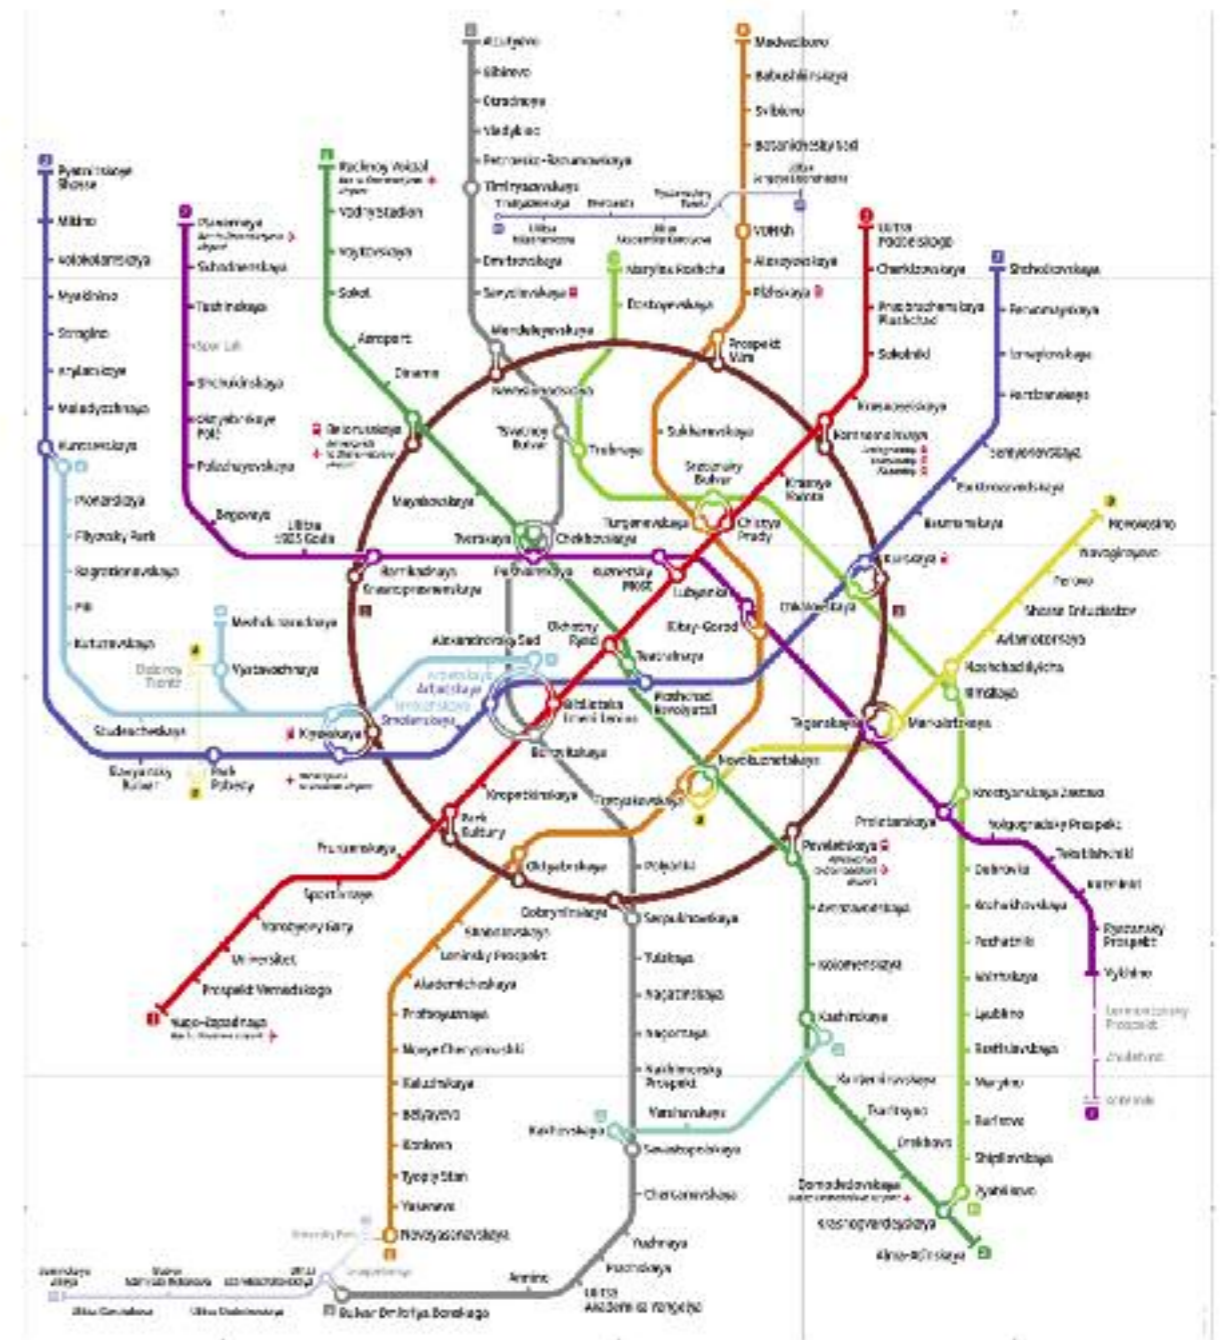 Altufyevo
Bibirevo
Otradnoye
Vladykino
Petrovsko-Razumovskaya
Timiryazevskaya
Dmitrovskaya
Savyolovskaya
Mendeleyevskaya
Novoslobodskaya
Tsvetnoy
Bulvar
Chekhovskaya
Medvedkovo
Babushkinskaya
Sviblovo
Botanichesky Sad
VDNKh
Alexeyevskaya
Rizhskaya
Prospekt
Mira
Sukharevskaya
Turgenevskaya
Kitay-Gorod
Pyatnitskoye
Shosse
Mitino
Volokolamskaya
Myakinino
Strogino
Krylatskoye
Molodyozhnaya
Kuntsevskaya
Pionerskaya
Filyovsky Park
Bagrationovskaya
Fili
Kutuzovskaya
Studencheskaya
Slavyansky
Bulvar
Park
Pobedy
Kiyevskaya
Smolenskaya
Planernaya
Skhodnenskaya
Tushinskaya
Shchukinskaya
Oktyabrskoye
Pole
Polezhayevskaya
Begovaya
Ulitsa
1905 Goda
Barrikadnaya
Krasnopresnenskaya
Rechnoy Vokzal
Vodny Stadion
Voykovskaya
Sokol
Aeroport
Dinamo
Belorusskaya
Mayakovskaya
Tverskaya
Pushkinskaya
Kuznetsky
Most
Lubyanka
Okhotny
Ryad
Teatralnaya
Ploshchad
Revolyutsii
Alexandrovsky Sad
Arbatskaya
Biblioteka
Imeni Lenina
Borovitskaya
Maryina Roshcha
Dostoyevskaya
Trubnaya
Sretensky
Bulvar
Chistye
Prudy
Krasnye
Vorota
Ulitsa
Podbelskogo
Cherkizovskaya
Preobrazhenskaya
Ploshchad
Sokolniki
Krasnoselskaya
Komsomolskaya
Shchelkovskaya
Pervomayskaya
Izmaylovskaya
Partizanskaya
Semyonovskaya
Elektrozavodskaya
Baumanskaya
Kurskaya
Chkalovskaya
Novokosino
Novogireyevo
Perovo
Shosse Entuziastov
Aviamotornaya
Ploshchad Ilyicha
Rimskaya
Marksistskaya
Taganskaya
Mezhdunarodnaya
Vystavochnaya
Novokuznetskaya
Tretyakovskaya
Kropotkinskaya
Park
Kultury
Frunzenskaya
Sportivnaya
Vorobyovy Gory
Universitet
Prospekt Vernadskogo
Yugo-Zapadnaya
Oktyabrskaya
Shabolovskaya
Leninsky Prospekt
Akademicheskaya
Profsoyuznaya
Novye Cheryomushki
Kaluzhskaya
Belyayevo
Konkovo
Tyoply Stan
Yasenevo
Novoyasenevskaya
Polyanka
Dobryninskaya
Serpukhovskaya
Tulskaya
Nagatinskaya
Nagornaya
Nakhimovsky
Prospekt
Kakhovskaya
Varshavskaya
Sevastopolskaya
Chertanovskaya
Yuzhnaya
Prazhskaya
Ulitsa
Akademika Yangelya
Annino
Bulvar Dmitriya Donskogo
Paveletskaya
Avtozavodskaya
Kolomenskaya
Kashirskaya
Kantemirovskaya
Tsaritsyno
Orekhovo
Domodedovskaya
Krasnogvardeyskaya
Alma-Atinskaya
Proletarskaya
Krestyanskaya Zastava
Volgogradsky Prospekt
Tekstilshchiki
Kuzminki
Ryazansky
Prospekt
Vykhino
Dubrovka
Kozhukhovskaya
Pechatniki
Volzhskaya
Lyublino
Bratislavskaya
Maryino
Borisovo
Shipilovskaya
Zyablikovo